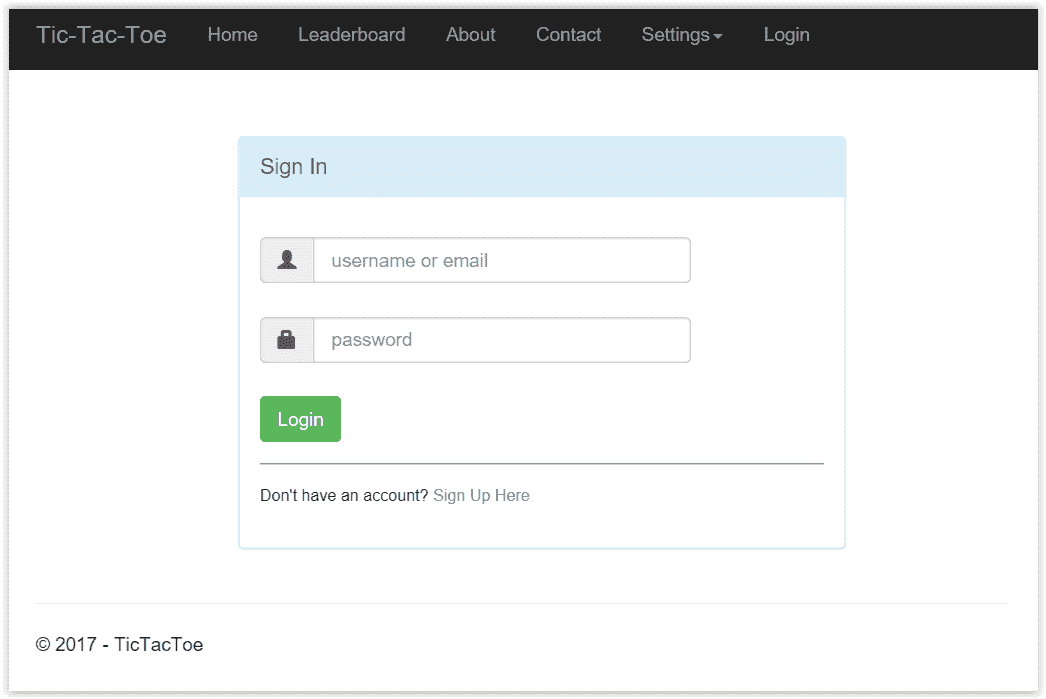 Tic-Tac-Toe Home Leaderboard About Contact Settings Login
Sign In
username or email
password
Login
Don't have an account? Sign Up Here
© 2017 - TicTacToe